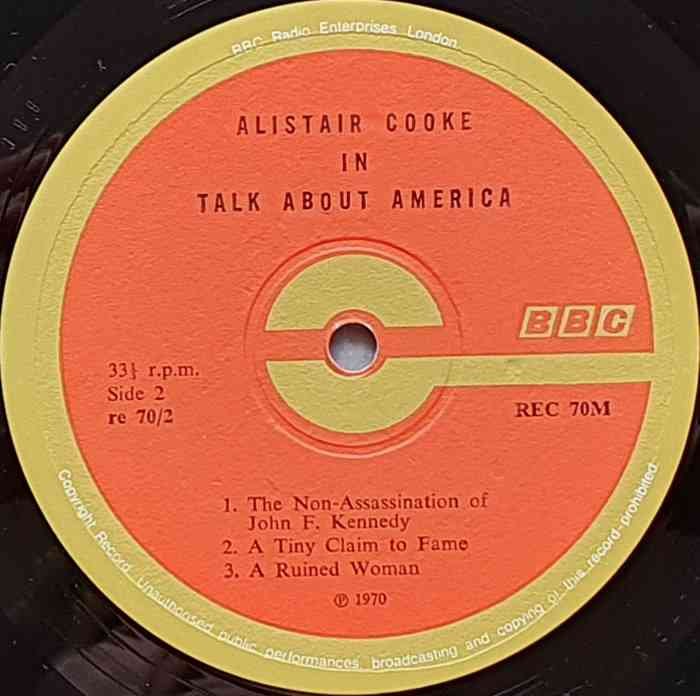 BBC Radio Enterprises London
ALISTAIR COOKE
IN
TALK ABOUT AMERICA
BBC
33⅓ r.p.m.
Side 2
re 70/2
REC 70M
1. The Non-Assassination of
John F. Kennedy
2. A Tiny Claim to Fame
3. A Ruined Woman
℗ 1970
Copyright Record. Unauthorised public performances, broadcasting and copying of this record prohibited.